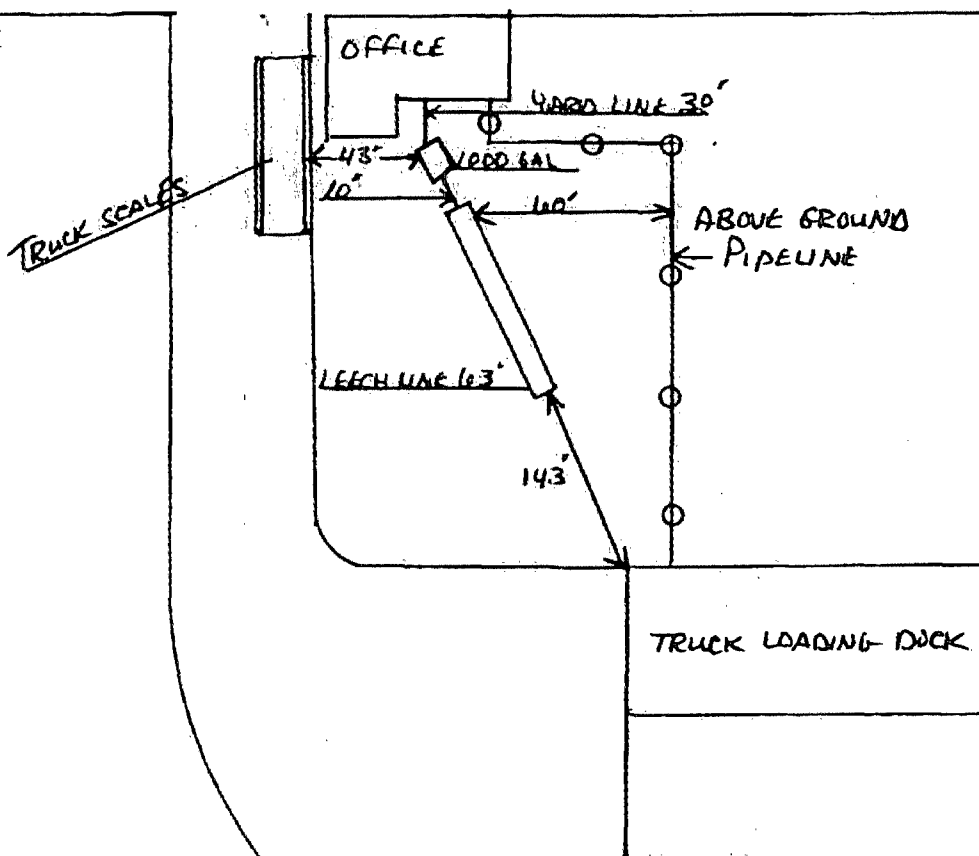 OFFICE
YARD LINE 30'
43'
1000 GAL
10'
60'
TRUCK SCALES
ABOVE GROUND
PIPELINE
LEECH LINE 63'
143'
TRUCK LOADING DOCK